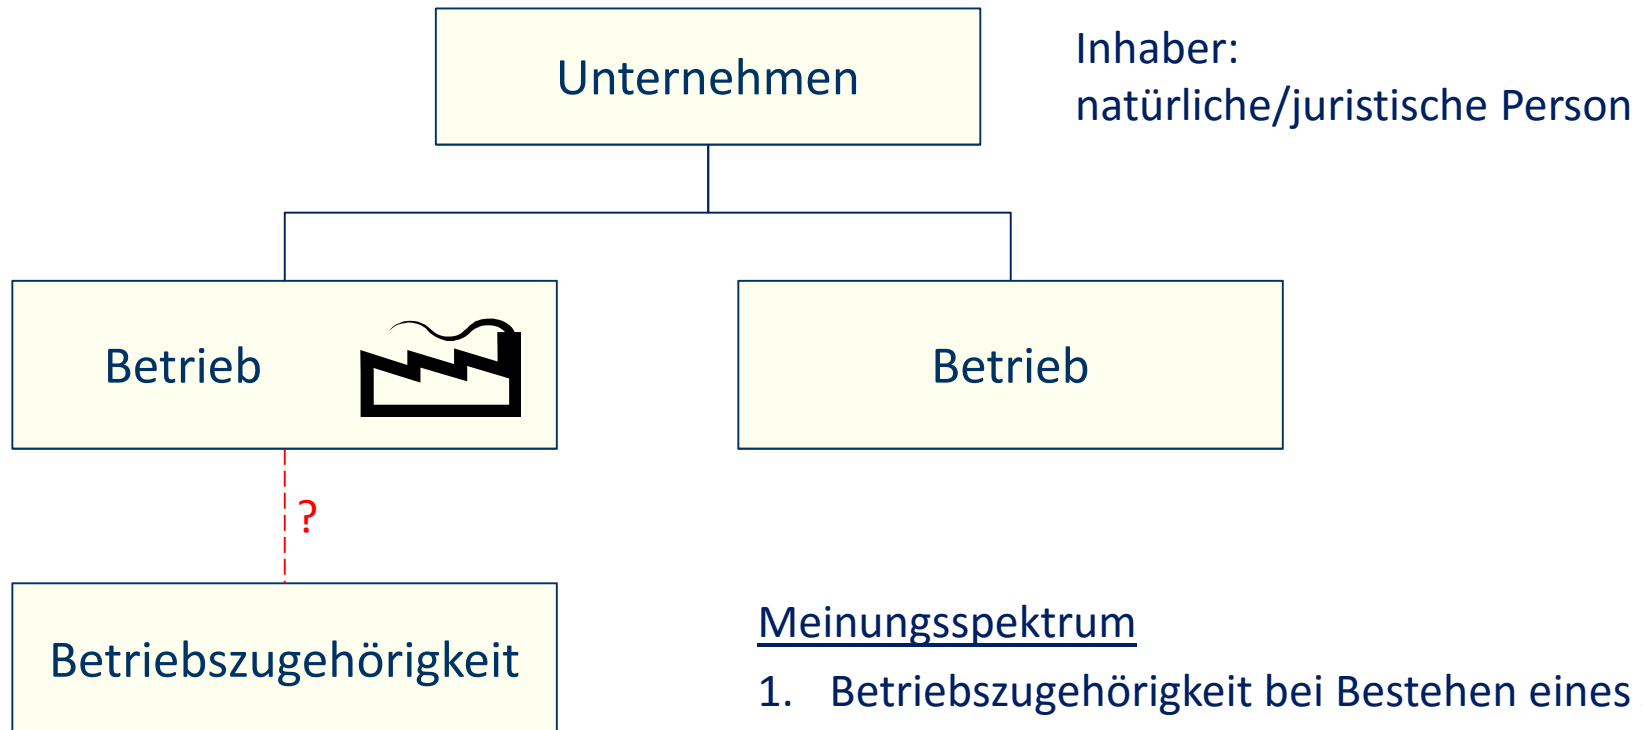 Unternehmen
Inhaber:
natürliche/juristische Person
Betrieb
Betrieb
?
Betriebszugehörigkeit
Meinungsspektrum
1. Betriebszugehörigkeit bei Bestehen eines